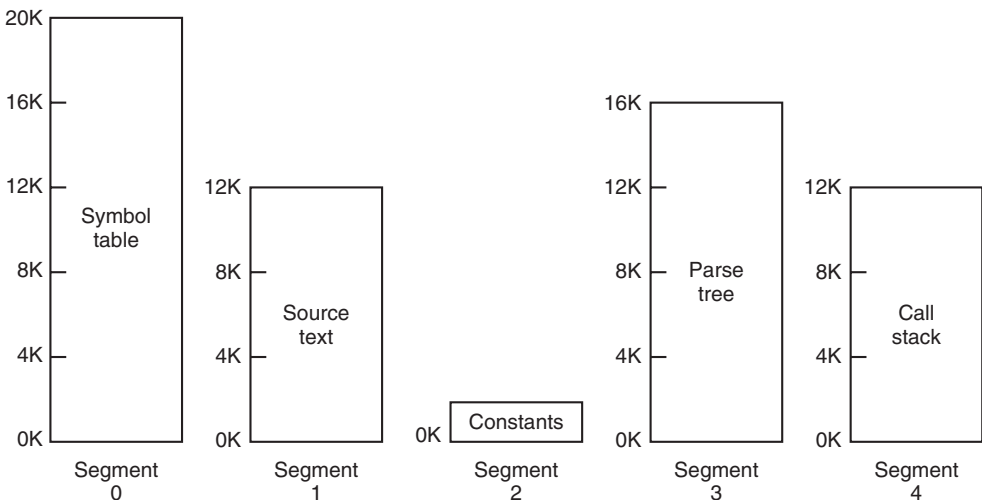 20K
16K
12K
8K
4K
0K
Symbol
table
Segment
0
12K
8K
4K
0K
Source
text
Segment
1
0K
Constants
Segment
2
16K
12K
8K
4K
0K
Parse
tree
Segment
3
12K
8K
4K
0K
Call
stack
Segment
4